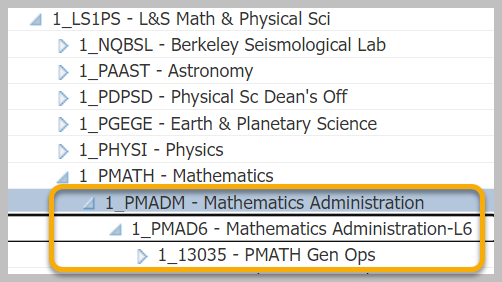 1_LS1PS - L&S Math & Physical Sci
1_NQBSL - Berkeley Seismological Lab
1_PAAST - Astronomy
1_PDPSD - Physical Sc Dean's Off
1_PGEGE - Earth & Planetary Science
1_PHYSI - Physics
1_PMATH - Mathematics
1_PMADM - Mathematics Administration
1_PMAD6 - Mathematics Administration-L6
1_13035 - PMATH Gen Ops